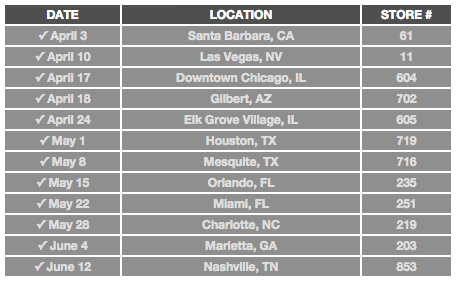 DATE LOCATION STORE #
✓ April 3 Santa Barbara, CA 61
✓ April 10 Las Vegas, NV 11
✓ April 17 Downtown Chicago, IL 604
✓ April 18 Gilbert, AZ 702
✓ April 24 Elk Grove Village, IL 605
✓ May 1 Houston, TX 719
✓ May 8 Mesquite, TX 716
✓ May 15 Orlando, FL 235
✓ May 22 Miami, FL 251
✓ May 28 Charlotte, NC 219
✓ June 4 Marietta, GA 203
✓ June 12 Nashville, TN 853